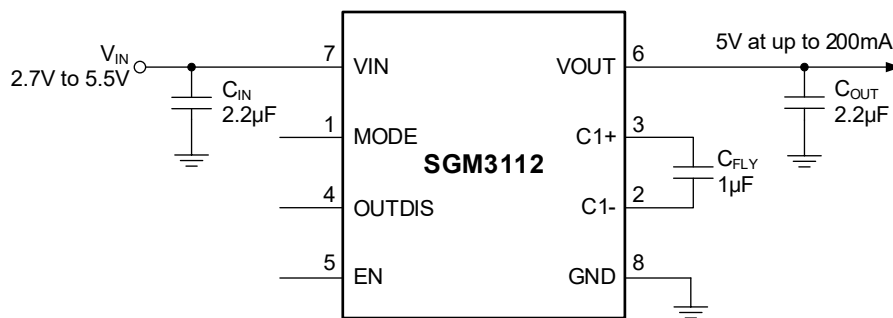 V_IN
2.7V to 5.5V
C_IN
2.2µF
7
VIN
1
MODE
4
OUTDIS
5
EN
SGM3112
VOUT
6
5V at up to 200mA
C_OUT
2.2µF
C1+
3
C_FLY
1µF
C1-
2
GND
8